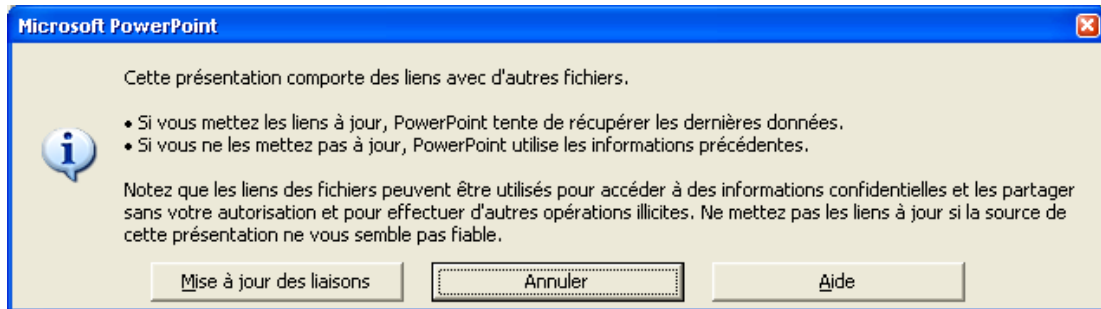 Microsoft PowerPoint
Cette présentation comporte des liens avec d'autres fichiers.
• Si vous mettez les liens à jour, PowerPoint tente de récupérer les dernières données.
• Si vous ne les mettez pas à jour, PowerPoint utilise les informations précédentes.
Notez que les liens des fichiers peuvent être utilisés pour accéder à des informations confidentielles et les partager
sans votre autorisation et pour effectuer d'autres opérations illicites. Ne mettez pas les liens à jour si la source de
cette présentation ne vous semble pas fiable.
Mise à jour des liaisons Annuler Aide